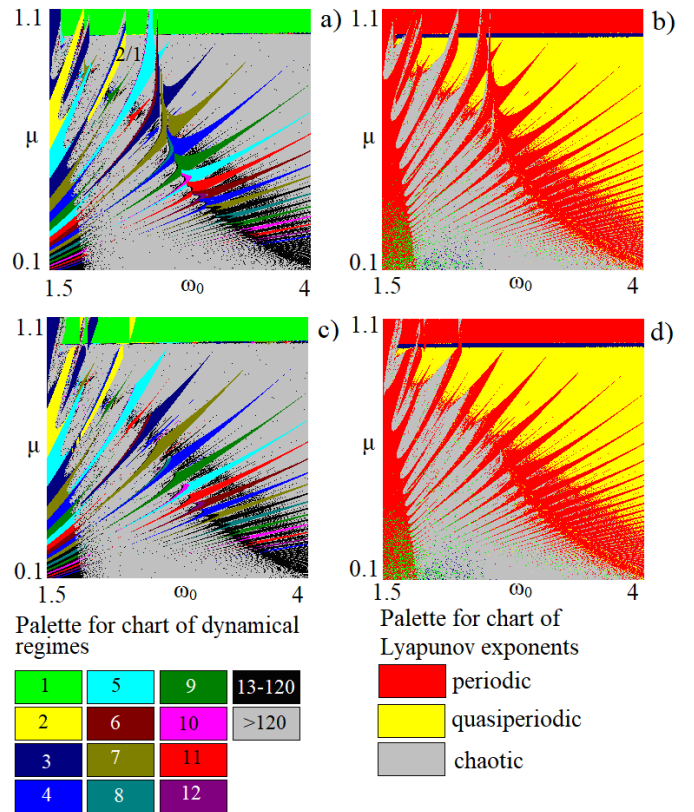 1.1
a)
2/1
μ
0.1
1.5
ω₀
4
1.1
b)
μ
0.1
1.5
ω₀
4
1.1
c)
μ
0.1
1.5
ω₀
4
1.1
d)
μ
0.1
1.5
ω₀
4
Palette for chart of dynamical
regimes
1
5
9
13-120
2
6
10
>120
3
7
11
4
8
12
Palette for chart of
Lyapunov exponents
periodic
quasiperiodic
chaotic